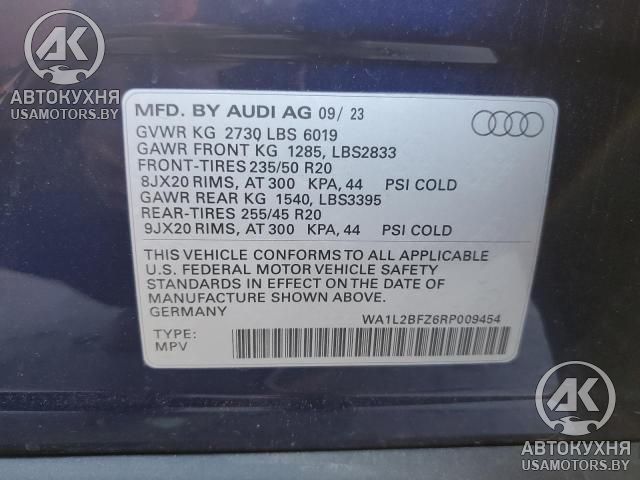 АК
АВТОКУХНЯ
USAMOTORS.BY
MFD. BY AUDI AG 09/ 23
GVWR KG 2730 LBS 6019
GAWR FRONT KG 1285, LBS2833
FRONT-TIRES 235/50 R20
8JX20 RIMS, AT 300 KPA, 44 PSI COLD
GAWR REAR KG 1540, LBS3395
REAR-TIRES 255/45 R20
9JX20 RIMS, AT 300 KPA, 44 PSI COLD
THIS VEHICLE CONFORMS TO ALL APPLICABLE
U.S. FEDERAL MOTOR VEHICLE SAFETY
STANDARDS IN EFFECT ON THE DATE OF
MANUFACTURE SHOWN ABOVE.
GERMANY
WA1L2BFZ6RP009454
TYPE:
MPV
АК
АВТОКУХНЯ
USAMOTORS.BY